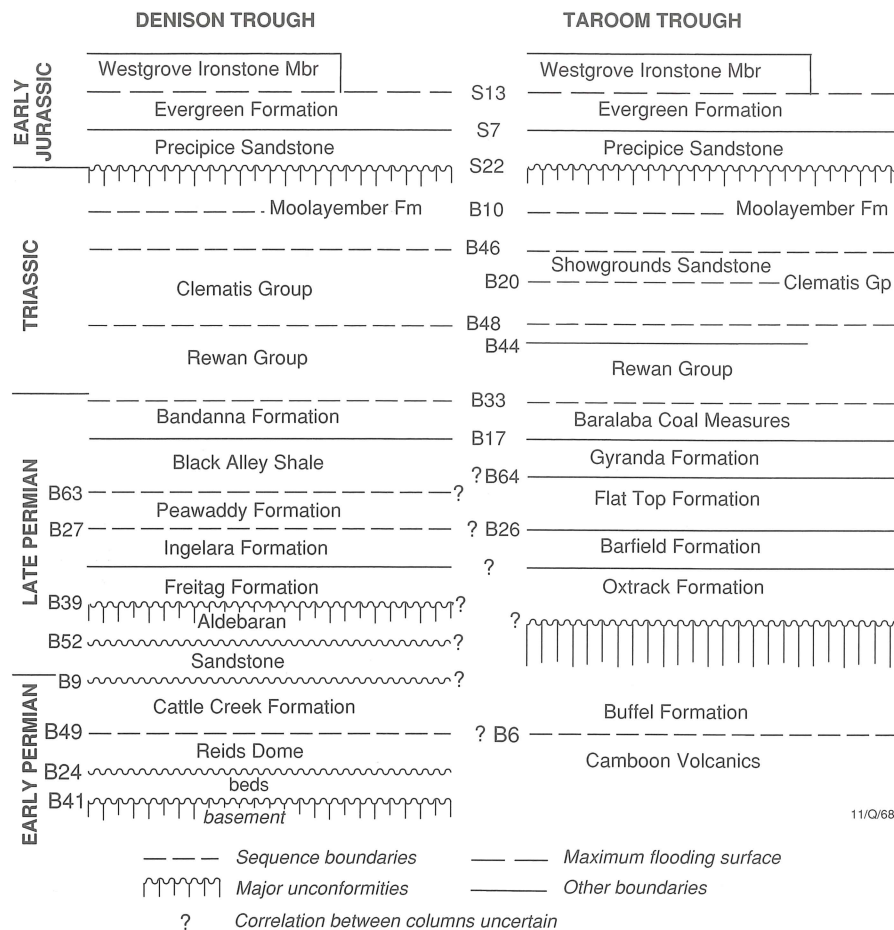 DENISON TROUGH TAROOM TROUGH
EARLY JURASSIC
Westgrove Ironstone Mbr Westgrove Ironstone Mbr
S13
Evergreen Formation Evergreen Formation
S7
Precipice Sandstone Precipice Sandstone
S22
TRIASSIC
Moolayember Fm B10 Moolayember Fm
B46
Showgrounds Sandstone
Clematis Group B20 Clematis Gp
B48
B44
Rewan Group Rewan Group
B33
LATE PERMIAN
Bandanna Formation Baralaba Coal Measures
B17
Black Alley Shale Gyranda Formation
? B64
B63 ? Flat Top Formation
Peawaddy Formation
B27 ? B26
Ingelara Formation Barfield Formation
?
Freitag Formation Oxtrack Formation
B39 ?
Aldebaran ?
B52 ?
Sandstone
B9 ?
EARLY PERMIAN
Cattle Creek Formation Buffel Formation
B49 ? B6
Reids Dome Camboon Volcanics
B24
beds
B41
basement 11/Q/68
Sequence boundaries Maximum flooding surface
Major unconformities Other boundaries
? Correlation between columns uncertain